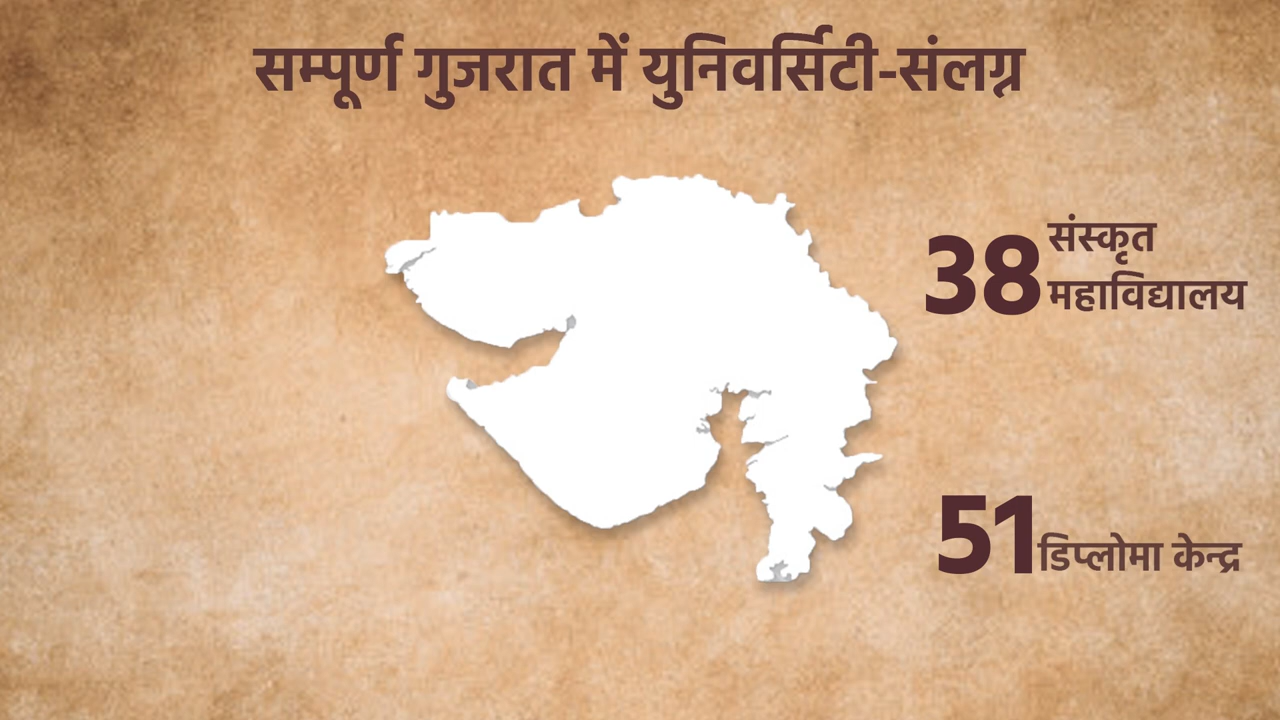 सम्पूर्ण गुजरात में युनिवर्सिटी-संलग्न
38 संस्कृत
महाविद्यालय
51 डिप्लोमा केन्द्र